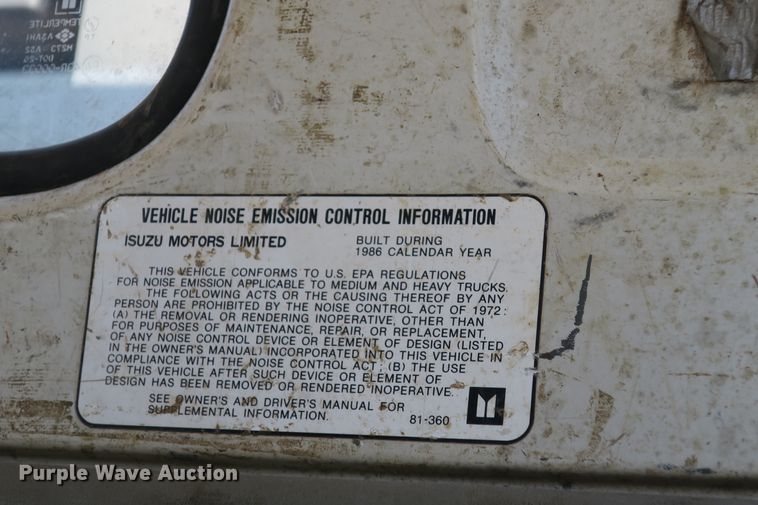 TEMPERLITE
VEHICLE NOISE EMISSION CONTROL INFORMATION
ISUZU MOTORS LIMITED
BUILT DURING
1986 CALENDAR YEAR
THIS VEHICLE CONFORMS TO U.S. EPA REGULATIONS
FOR NOISE EMISSION APPLICABLE TO MEDIUM AND HEAVY TRUCKS.
THE FOLLOWING ACTS OR THE CAUSING THEREOF BY ANY
PERSON ARE PROHIBITED BY THE NOISE CONTROL ACT OF 1972:
(A) THE REMOVAL OR RENDERING INOPERATIVE, OTHER THAN
FOR PURPOSES OF MAINTENANCE, REPAIR, OR REPLACEMENT,
OF ANY NOISE CONTROL DEVICE OR ELEMENT OF DESIGN (LISTED
IN THE OWNER'S MANUAL) INCORPORATED INTO THIS VEHICLE IN
COMPLIANCE WITH THE NOISE CONTROL ACT; (B) THE USE
OF THIS VEHICLE AFTER SUCH DEVICE OR ELEMENT OF
DESIGN HAS BEEN REMOVED OR RENDERED INOPERATIVE.
SEE OWNER'S AND DRIVER'S MANUAL FOR
SUPPLEMENTAL INFORMATION.
81-360
Purple Wave Auction